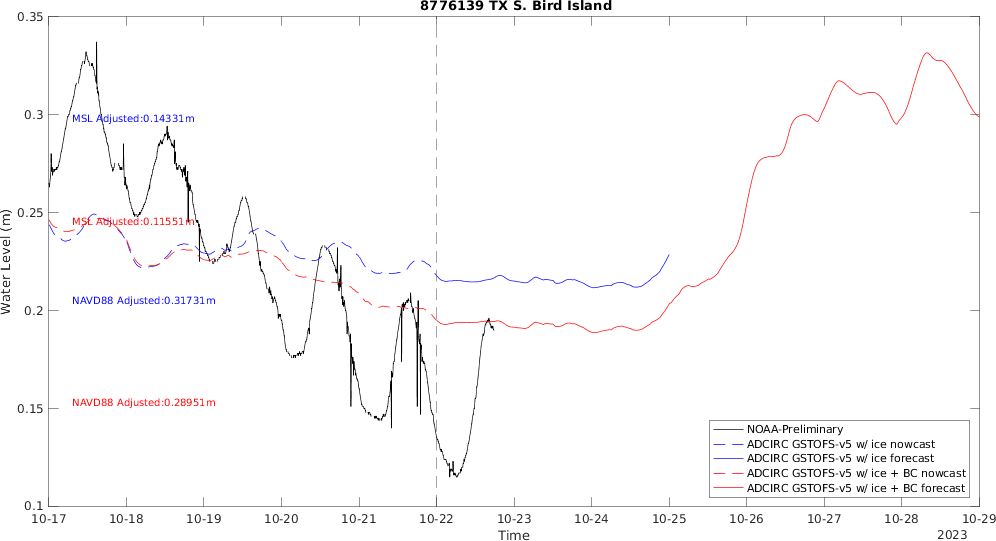 8776139 TX S. Bird Island
0.35
0.3
0.25
0.2
0.15
0.1
Water Level (m)
MSL Adjusted:0.14331m
MSL Adjusted:0.11551m
NAVD88 Adjusted:0.31731m
NAVD88 Adjusted:0.28951m
NOAA-Preliminary
ADCIRC GSTOFS-v5 w/ ice nowcast
ADCIRC GSTOFS-v5 w/ ice forecast
ADCIRC GSTOFS-v5 w/ ice + BC nowcast
ADCIRC GSTOFS-v5 w/ ice + BC forecast
10-17 10-18 10-19 10-20 10-21 10-22 10-23 10-24 10-25 10-26 10-27 10-28 10-29
Time
2023